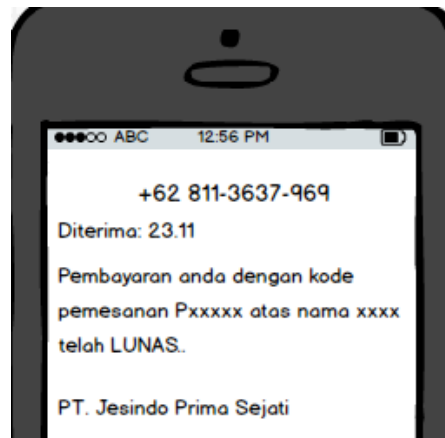 ABC 12:56 PM
+62 811-3637-969
Diterima: 23.11
Pembayaran anda dengan kode
pemesanan Pxxxxx atas nama xxxx
telah LUNAS..
PT. Jesindo Prima Sejati